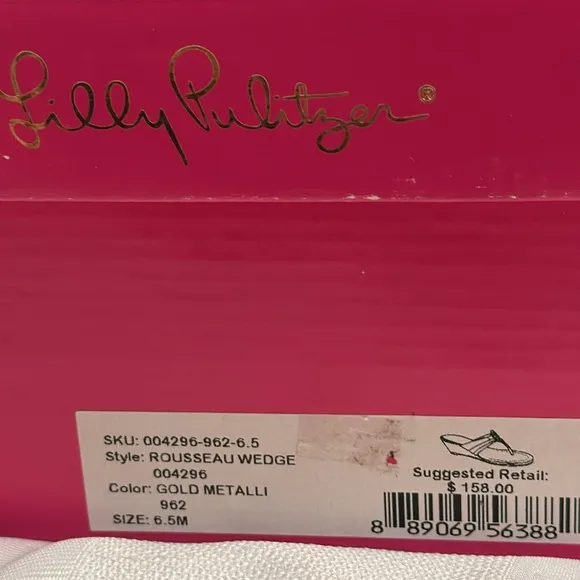 Lilly Pulitzer®
SKU: 004296-962-6.5
Style: ROUSSEAU WEDGE
004296
Color: GOLD METALLI
962
SIZE: 6.5M
Suggested Retail:
$ 158.00
8 89069 56388